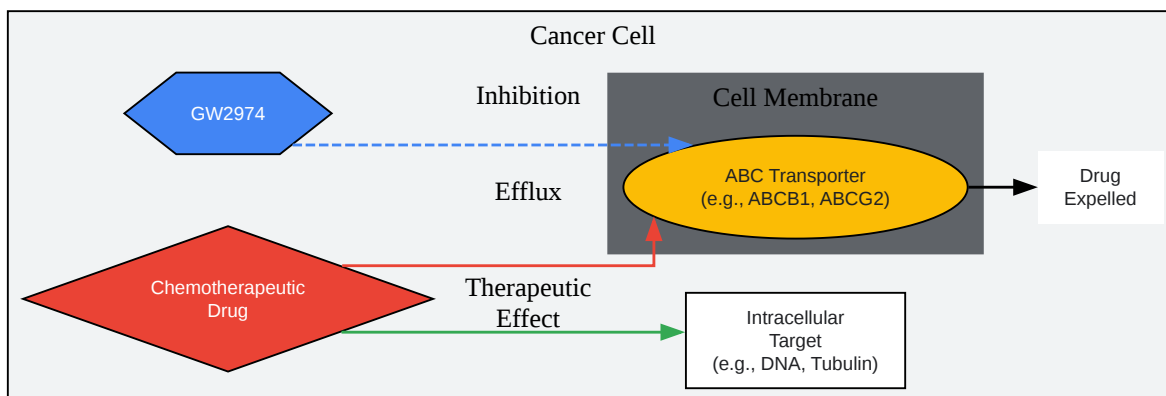 Cancer Cell
GW2974
Inhibition
Cell Membrane
ABC Transporter
(e.g., ABCB1, ABCG2)
Drug
Expelled
Efflux
Chemotherapeutic
Drug
Therapeutic
Effect
Intracellular
Target
(e.g., DNA, Tubulin)